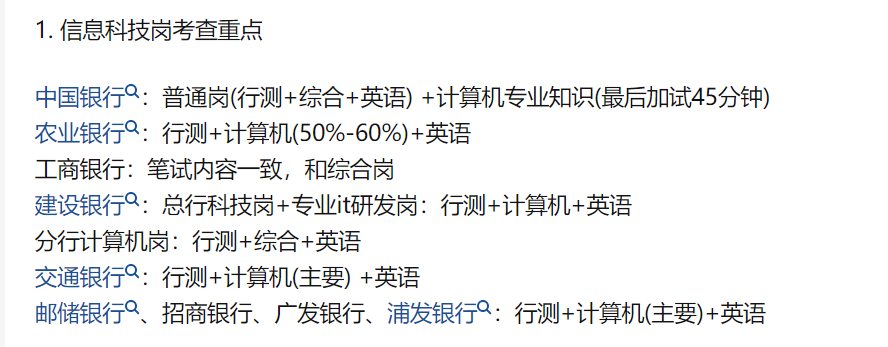 1. 信息科技岗考查重点
中国银行：普通岗(行测+综合+英语) +计算机专业知识(最后加试45分钟)
农业银行：行测+计算机(50%-60%)+英语
工商银行：笔试内容一致，和综合岗
建设银行：总行科技岗+专业it研发岗：行测+计算机+英语
分行计算机岗：行测+综合+英语
交通银行：行测+计算机(主要) +英语
邮储银行、招商银行、广发银行、浦发银行：行测+计算机(主要)+英语